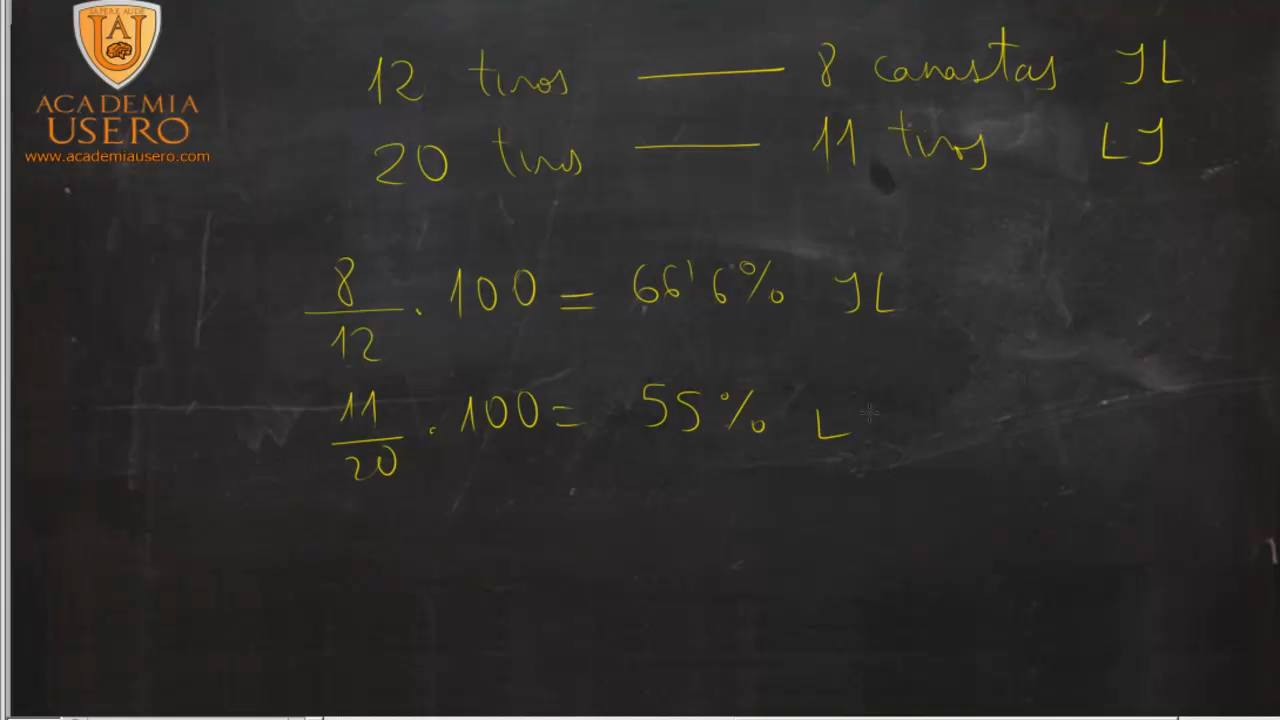 SAPERE AUDE
UA
ACADEMIA
USERO
www.academiausero.com
12 tiros — 8 canastas JL
20 tiros — 11 tiros LJ
8/12 · 100 = 66'6% JL
11/20 · 100 = 55% L